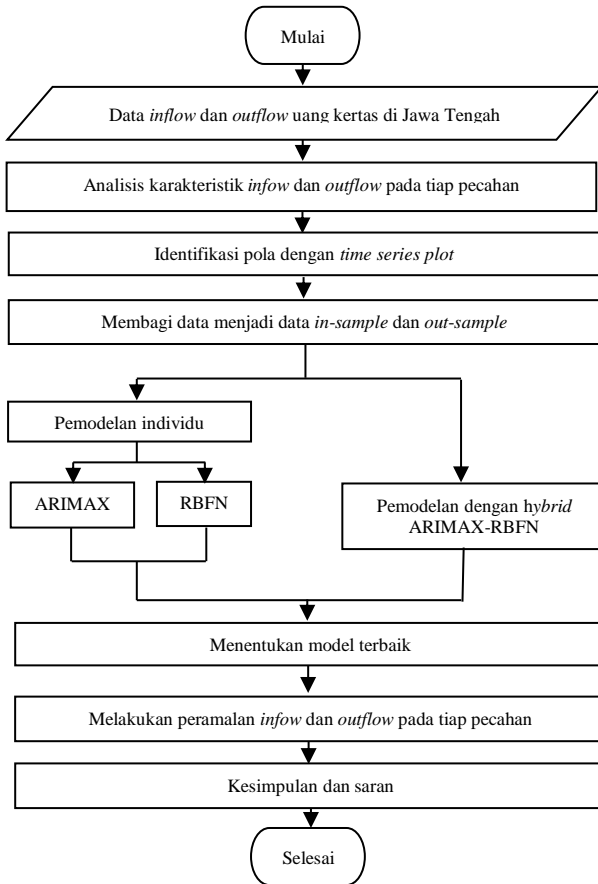 Mulai
Data inflow dan outflow uang kertas di Jawa Tengah
Analisis karakteristik infow dan outflow pada tiap pecahan
Identifikasi pola dengan time series plot
Membagi data menjadi data in-sample dan out-sample
Pemodelan individu
ARIMAX
RBFN
Pemodelan dengan hybrid
ARIMAX-RBFN
Menentukan model terbaik
Melakukan peramalan infow dan outflow pada tiap pecahan
Kesimpulan dan saran
Selesai